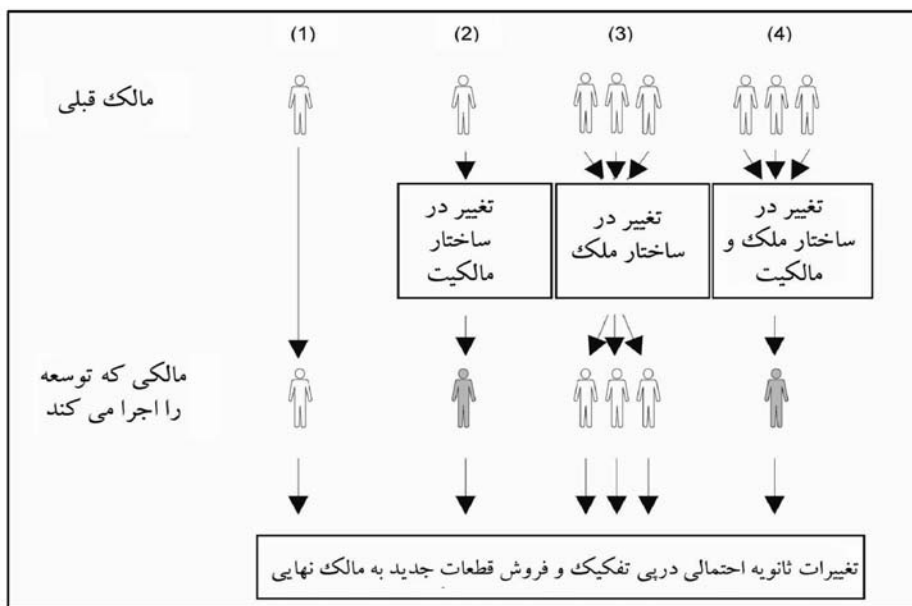 (1) (2) (3) (4)
مالک قبلی
تغییر در
ساختار
مالکیت
تغییر در
ساختار ملک
تغییر در
ساختار ملک و
مالکیت
مالکی که توسعه
را اجرا می کند
تغییرات ثانویه احتمالی درپی تفکیک و فروش قطعات جدید به مالک نهایی